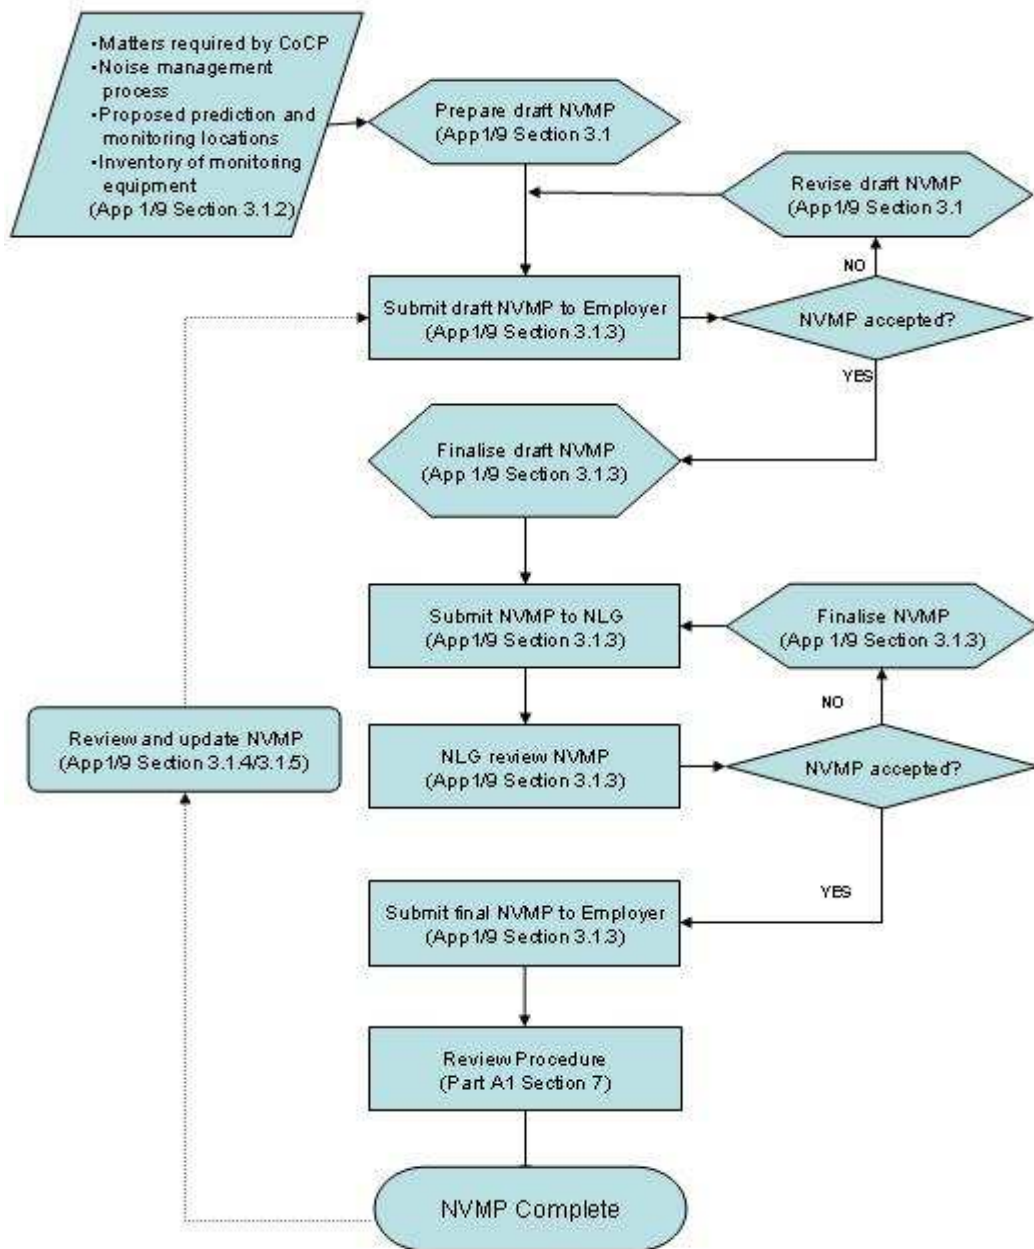 •Matters required by CoCP
•Noise management
process
•Proposed prediction and
monitoring locations
•Inventory of monitoring
equipment
(App 1/9 Section 3.1.2)
Prepare draft NVMP
(App1/9 Section 3.1
Revise draft NVMP
(App1/9 Section 3.1
NO
Submit draft NVMP to Employer
(App1/9 Section 3.1.3)
NVMP accepted?
YES
Finalise draft NVMP
(App 1/9 Section 3.1.3)
Submit NVMP to NLG
(App1/9 Section 3.1.3)
Finalise NVMP
(App 1/9 Section 3.1.3)
NO
Review and update NVMP
(App1/9 Section 3.1.4/3.1.5)
NLG review NVMP
(App1/9 Section 3.1.3)
NVMP accepted?
YES
Submit final NVMP to Employer
(App1/9 Section 3.1.3)
Review Procedure
(Part A1 Section 7)
NVMP Complete